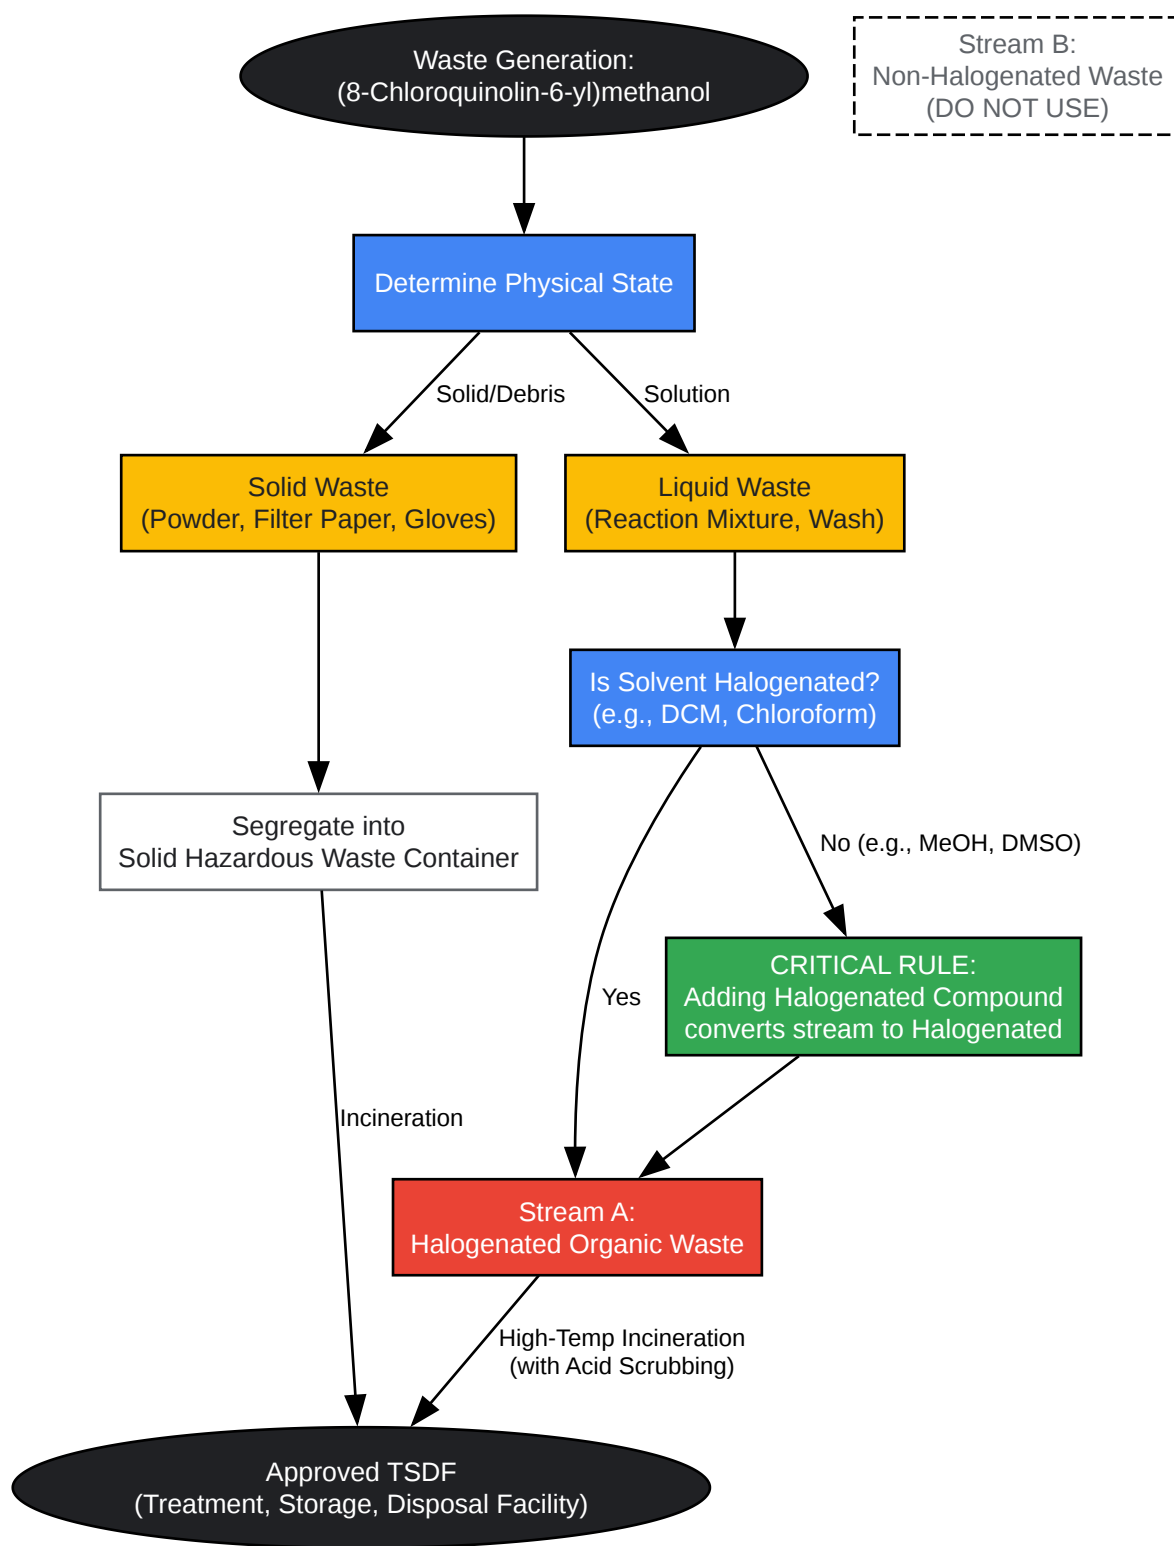 Waste Generation:
(8-Chloroquinolin-6-yl)methanol
Stream B:
Non-Halogenated Waste
(DO NOT USE)
Determine Physical State
Solid/Debris
Solution
Solid Waste
(Powder, Filter Paper, Gloves)
Liquid Waste
(Reaction Mixture, Wash)
Is Solvent Halogenated?
(e.g., DCM, Chloroform)
Segregate into
Solid Hazardous Waste Container
No (e.g., MeOH, DMSO)
CRITICAL RULE:
Adding Halogenated Compound
converts stream to Halogenated
Yes
Incineration
Stream A:
Halogenated Organic Waste
High-Temp Incineration
(with Acid Scrubbing)
Approved TSDF
(Treatment, Storage, Disposal Facility)